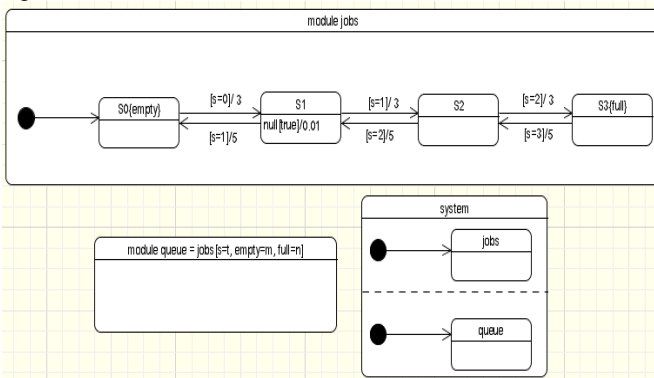 module jobs
[s=0]/ 3 [s=1]/ 3 [s=2]/ 3
S0{empty} S1 S2 S3{full}
null[true]/0.01
[s=1]/5 [s=2]/5 [s=3]/5
system
jobs
module queue = jobs [s=t, empty=m, full=n]
queue